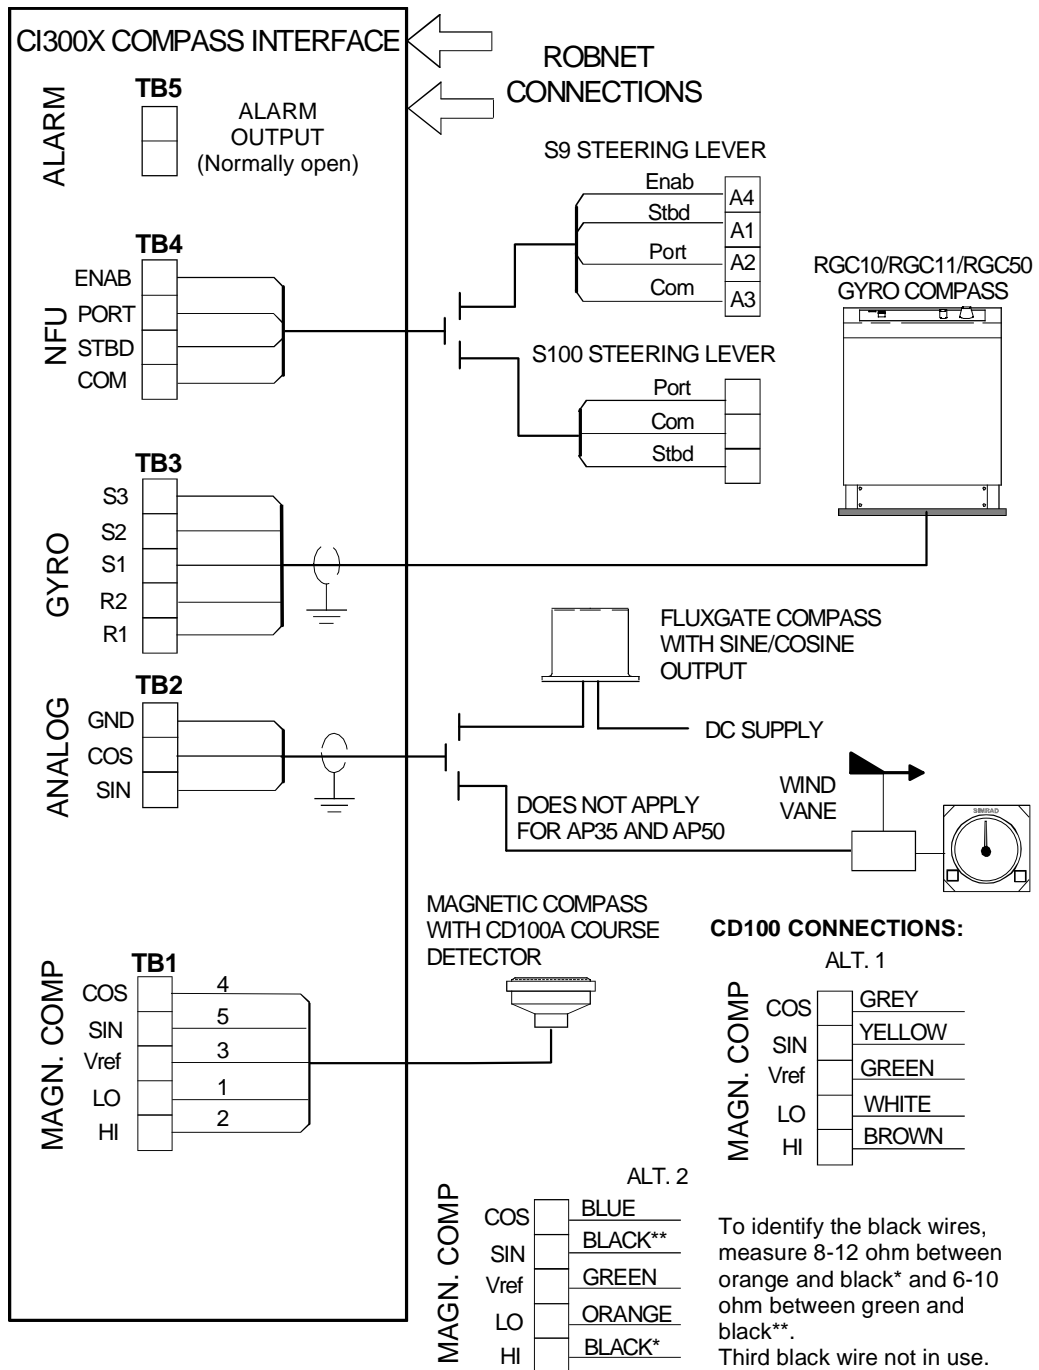 CI300X COMPASS INTERFACE
ROBNET
CONNECTIONS
ALARM
TB5
ALARM
OUTPUT
(Normally open)
S9 STEERING LEVER
Enab
A4
Stbd
A1
Port
A2
Com
A3
NFU
TB4
ENAB
PORT
STBD
COM
S100 STEERING LEVER
Port
Com
Stbd
RGC10/RGC11/RGC50
GYRO COMPASS
GYRO
TB3
S3
S2
S1
R2
R1
FLUXGATE COMPASS
WITH SINE/COSINE
OUTPUT
DC SUPPLY
ANALOG
TB2
GND
COS
SIN
DOES NOT APPLY
FOR AP35 AND AP50
WIND
VANE
SIMRAD
MAGNETIC COMPASS
WITH CD100A COURSE
DETECTOR
MAGN. COMP
TB1
COS 4
SIN 5
Vref 3
LO 1
HI 2
CD100 CONNECTIONS:
ALT. 1
MAGN. COMP
COS GREY
SIN YELLOW
Vref GREEN
LO WHITE
HI BROWN
ALT. 2
MAGN. COMP
COS BLUE
SIN BLACK**
Vref GREEN
LO ORANGE
HI BLACK*
To identify the black wires,
measure 8-12 ohm between
orange and black* and 6-10
ohm between green and
black**.
Third black wire not in use.